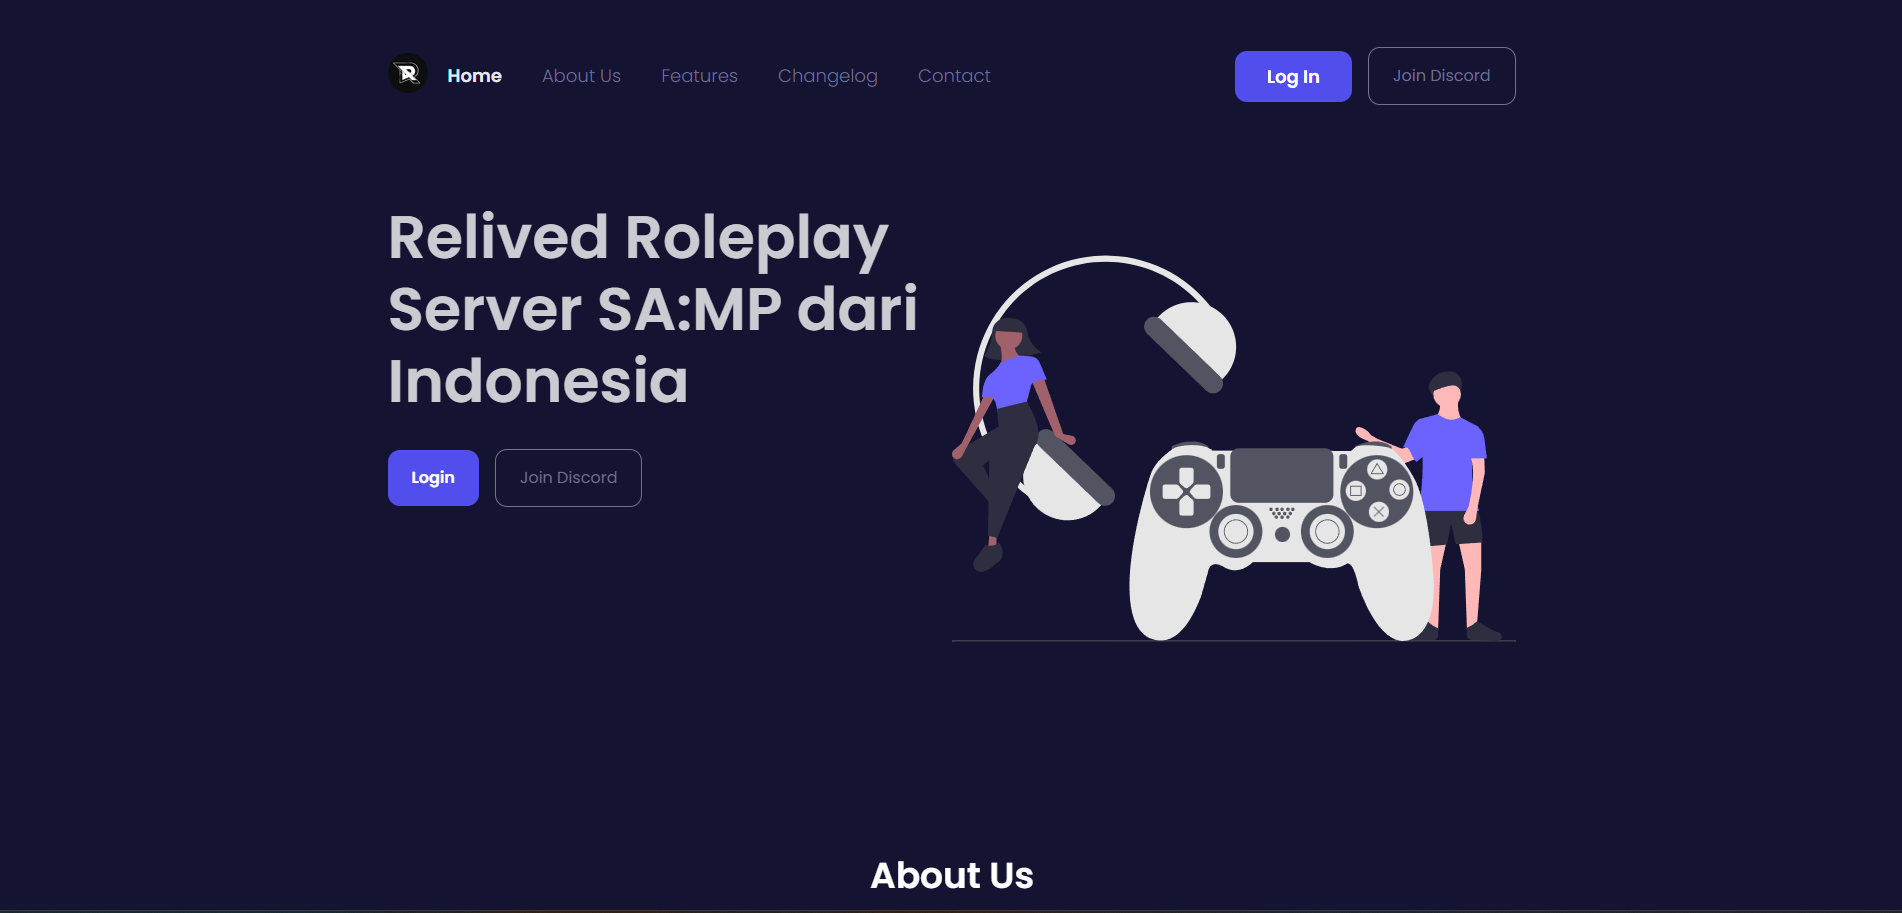 Home About Us Features Changelog Contact Log In Join Discord
Relived Roleplay
Server SA:MP dari
Indonesia
Login Join Discord
About Us